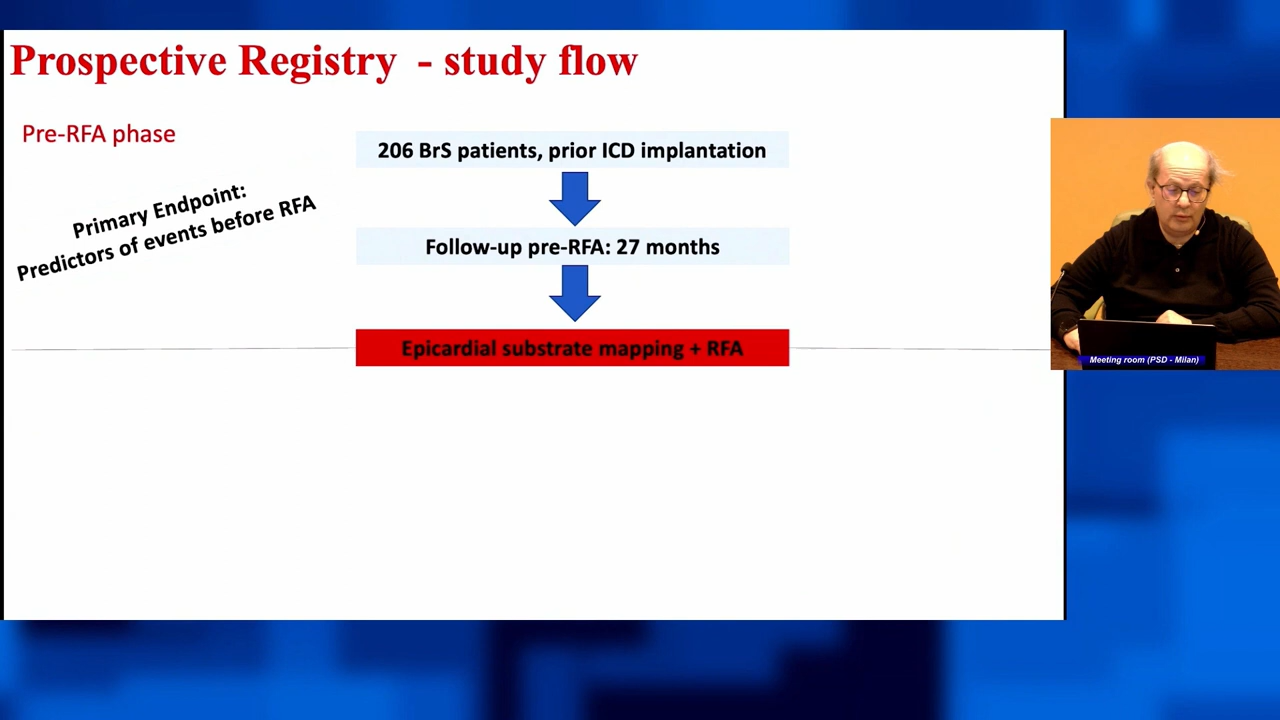 Prospective Registry - study flow
Pre-RFA phase
206 BrS patients, prior ICD implantation
Primary Endpoint:
Predictors of events before RFA
Follow-up pre-RFA: 27 months
Epicardial substrate mapping + RFA
Meeting room (PSD - Milan)